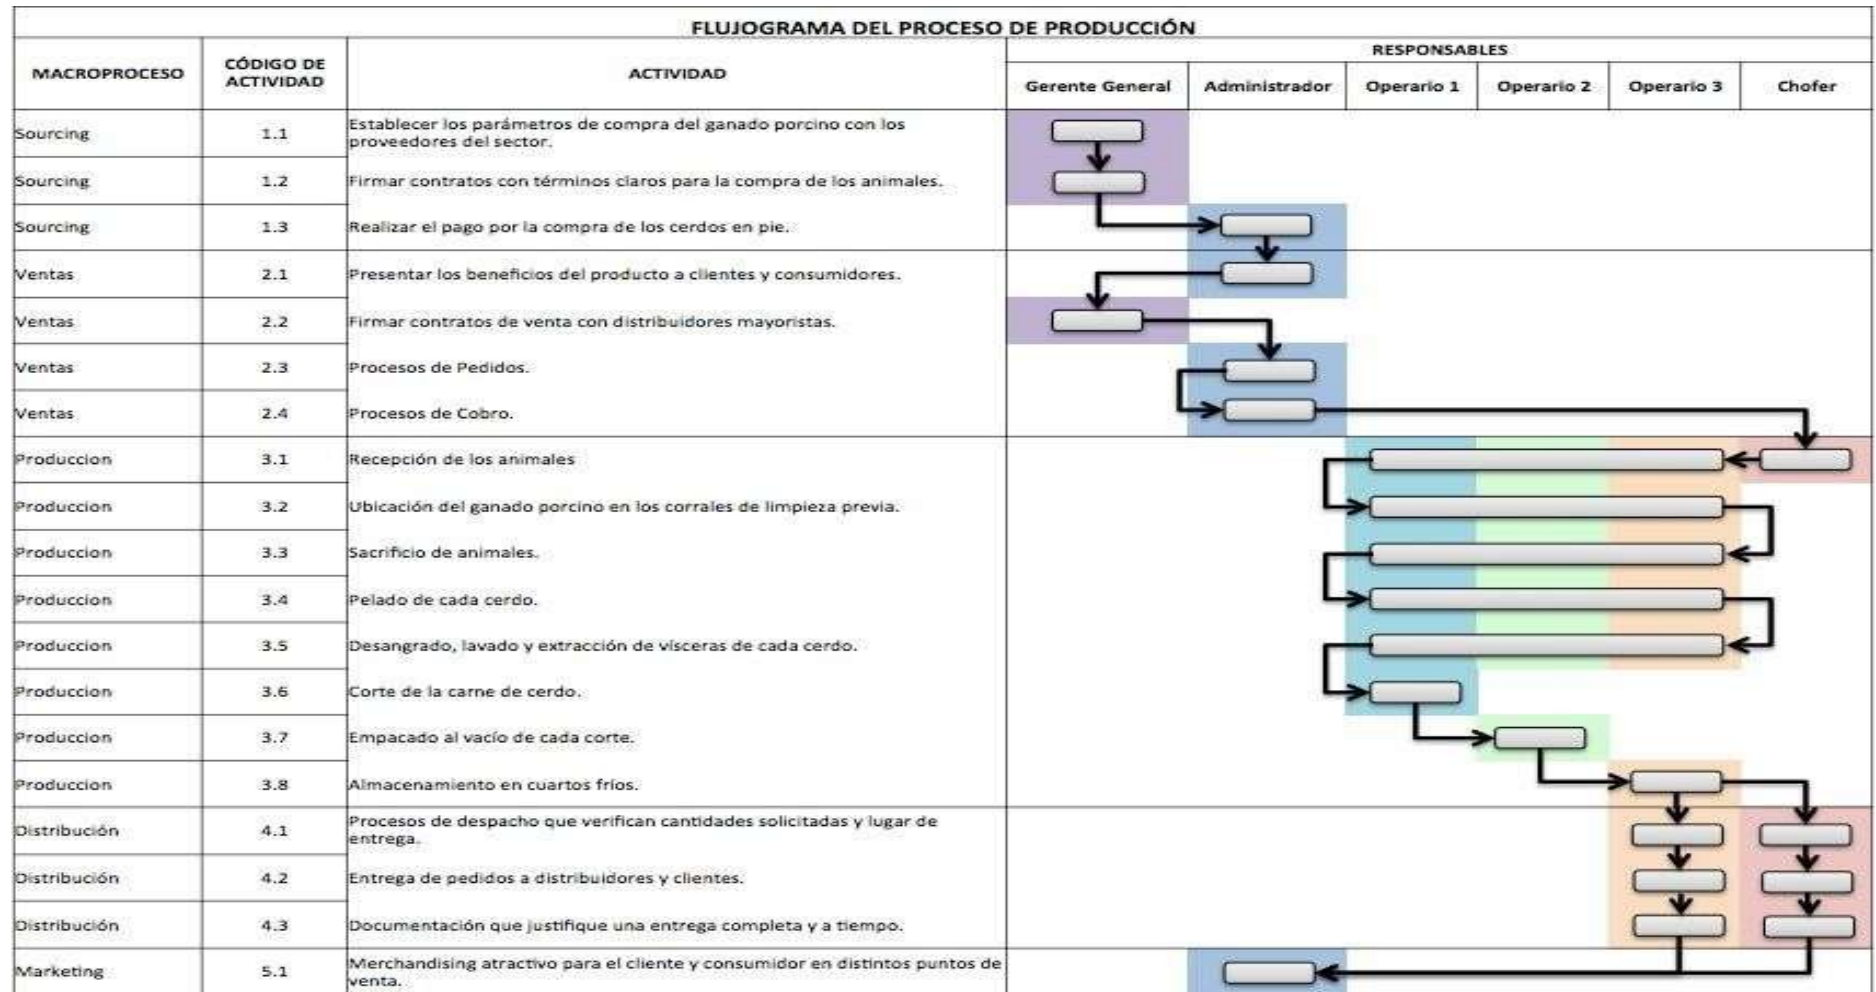 FLUJOGRAMA DEL PROCESO DE PRODUCCIÓN
RESPONSABLES
MACROPROCESO CÓDIGO DE ACTIVIDAD ACTIVIDAD Gerente General Administrador Operario 1 Operario 2 Operario 3 Chofer
Sourcing 1.1 Establecer los parámetros de compra del ganado porcino con los
proveedores del sector.
Sourcing 1.2 Firmar contratos con términos claros para la compra de los animales.
Sourcing 1.3 Realizar el pago por la compra de los cerdos en pie.
Ventas 2.1 Presentar los beneficios del producto a clientes y consumidores.
Ventas 2.2 Firmar contratos de venta con distribuidores mayoristas.
Ventas 2.3 Procesos de Pedidos.
Ventas 2.4 Procesos de Cobro.
Produccion 3.1 Recepción de los animales
Produccion 3.2 Ubicación del ganado porcino en los corrales de limpieza previa.
Produccion 3.3 Sacrificio de animales.
Produccion 3.4 Pelado de cada cerdo.
Produccion 3.5 Desangrado, lavado y extracción de vísceras de cada cerdo.
Produccion 3.6 Corte de la carne de cerdo.
Produccion 3.7 Empacado al vacío de cada corte.
Produccion 3.8 Almacenamiento en cuartos fríos.
Distribución 4.1 Procesos de despacho que verifican cantidades solicitadas y lugar de
entrega.
Distribución 4.2 Entrega de pedidos a distribuidores y clientes.
Distribución 4.3 Documentación que justifique una entrega completa y a tiempo.
Marketing 5.1 Merchandising atractivo para el cliente y consumidor en distintos puntos de
venta.